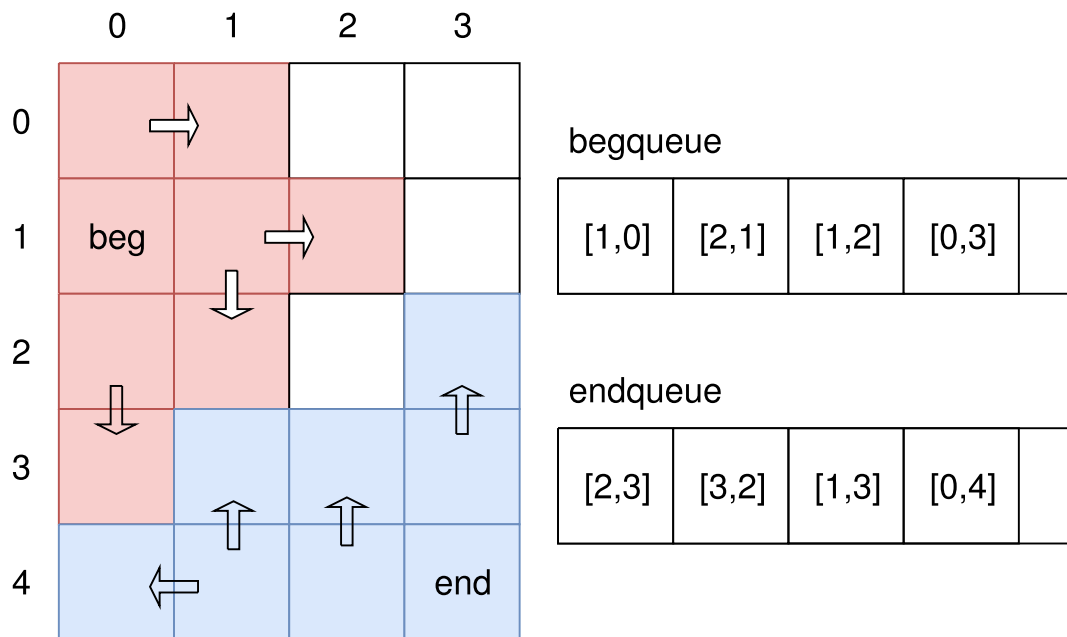 0 1 2 3
0
begqueue
1 beg [1,0] [2,1] [1,2] [0,3]
2
endqueue
3 [2,3] [3,2] [1,3] [0,4]
4 end